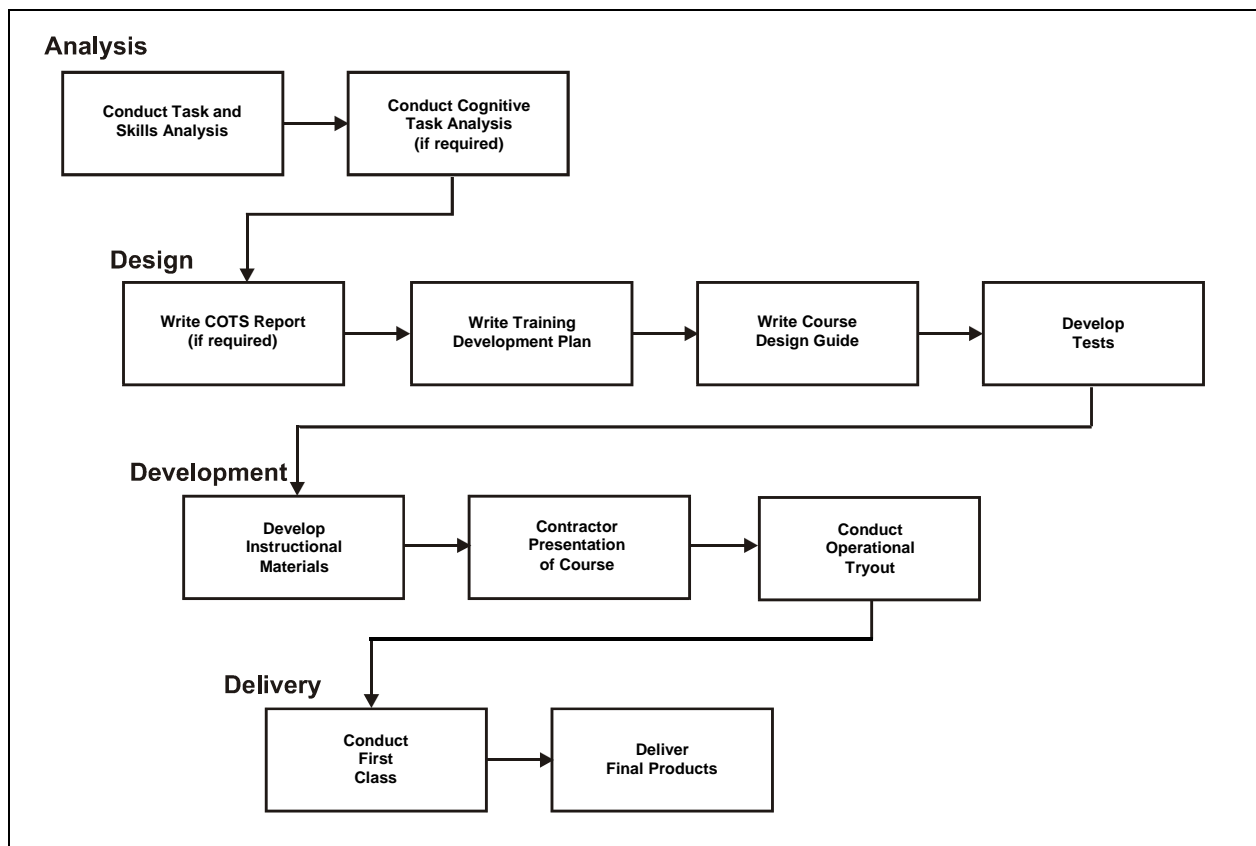 Analysis
Conduct Task and
Skills Analysis
Conduct Cognitive
Task Analysis
(if required)
Design
Write COTS Report
(if required)
Write Training
Development Plan
Write Course
Design Guide
Develop
Tests
Development
Develop
Instructional
Materials
Contractor
Presentation
of Course
Conduct
Operational
Tryout
Delivery
Conduct
First
Class
Deliver
Final Products